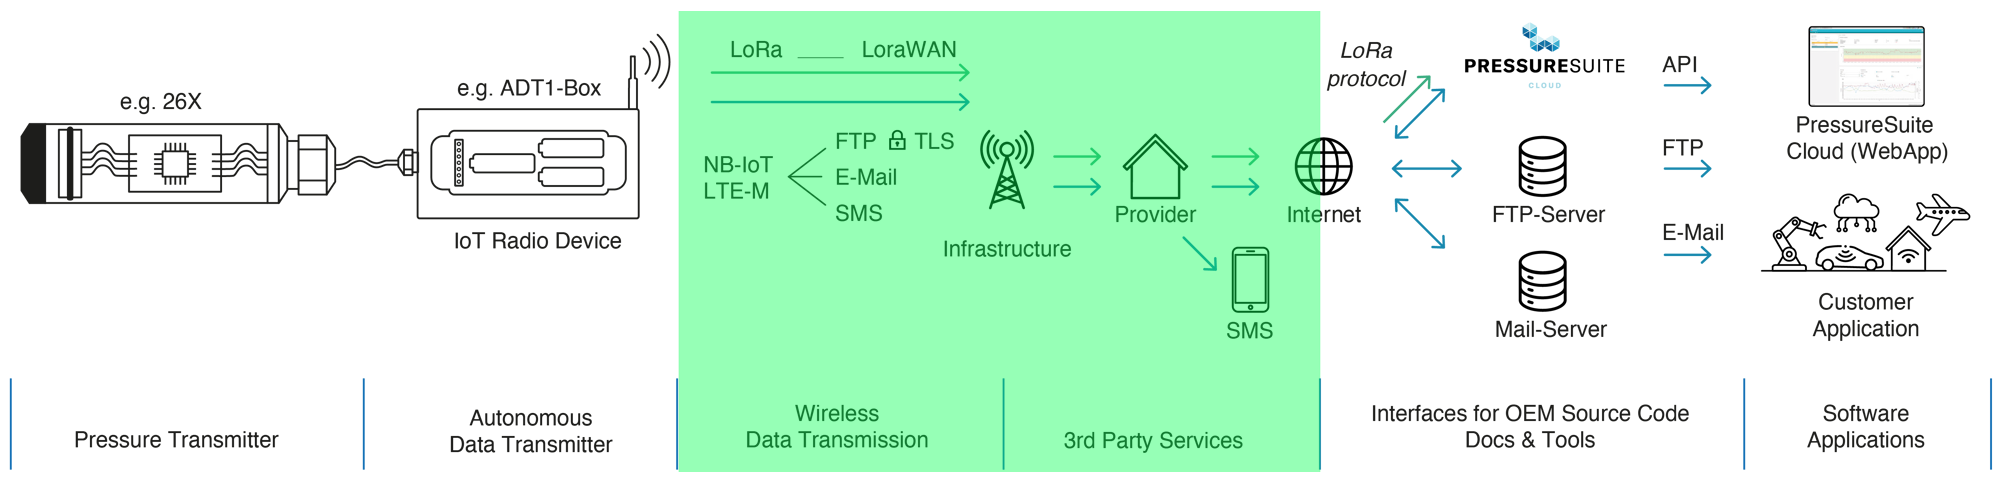 e.g. 26X
e.g. ADT1-Box
IoT Radio Device
LoRa ____ LoraWAN
NB-IoT
LTE-M
FTP TLS
E-Mail
SMS
Infrastructure
Provider
SMS
Internet
LoRa
protocol
PRESSURESUITE
CLOUD
FTP-Server
Mail-Server
API
FTP
E-Mail
PressureSuite
Cloud (WebApp)
Customer
Application
Pressure Transmitter
Autonomous
Data Transmitter
Wireless
Data Transmission
3rd Party Services
Interfaces for OEM Source Code
Docs & Tools
Software
Applications